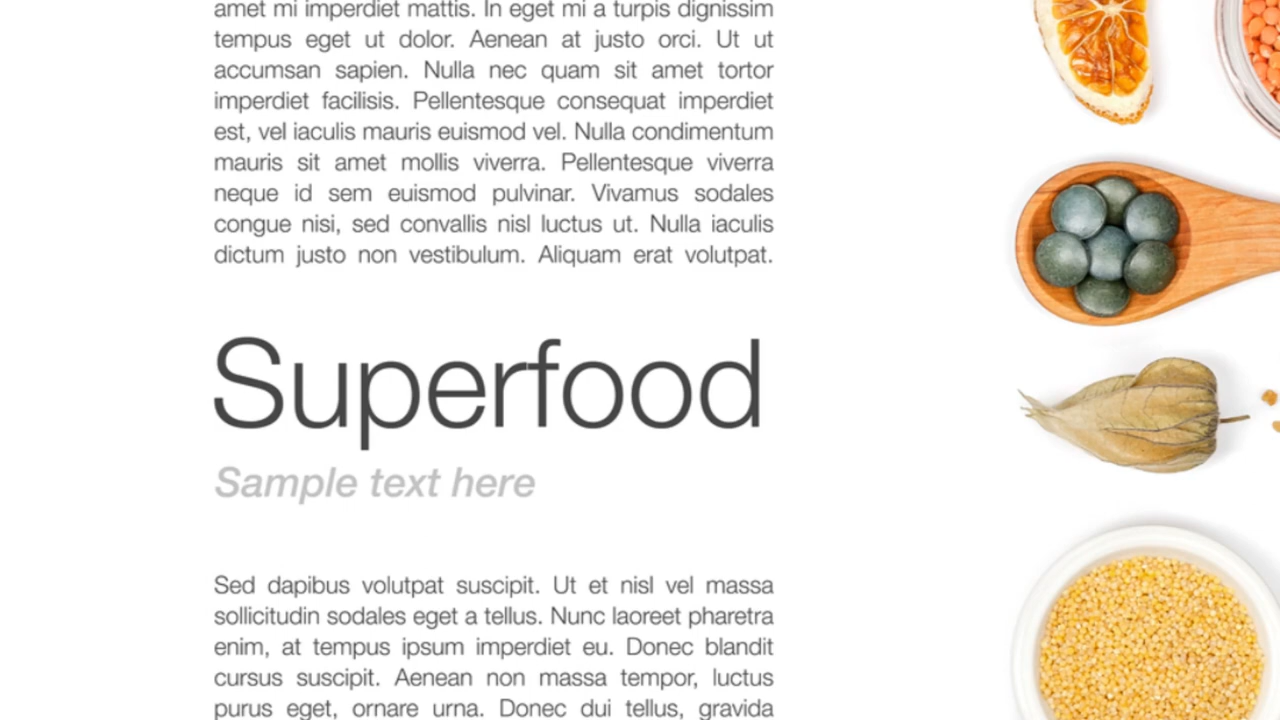 amet mi imperdiet mattis. In eget mi a turpis dignissim
tempus eget ut dolor. Aenean at justo orci. Ut ut
accumsan sapien. Nulla nec quam sit amet tortor
imperdiet facilisis. Pellentesque consequat imperdiet
est, vel iaculis mauris euismod vel. Nulla condimentum
mauris sit amet mollis viverra. Pellentesque viverra
neque id sem euismod pulvinar. Vivamus sodales
congue nisi, sed convallis nisl luctus ut. Nulla iaculis
dictum justo non vestibulum. Aliquam erat volutpat.
Superfood
Sample text here
Sed dapibus volutpat suscipit. Ut et nisl vel massa
sollicitudin sodales eget a tellus. Nunc laoreet pharetra
enim, at tempus ipsum imperdiet eu. Donec blandit
cursus suscipit. Aenean non massa tempor, luctus
purus eget, ornare urna. Donec dui tellus, gravida